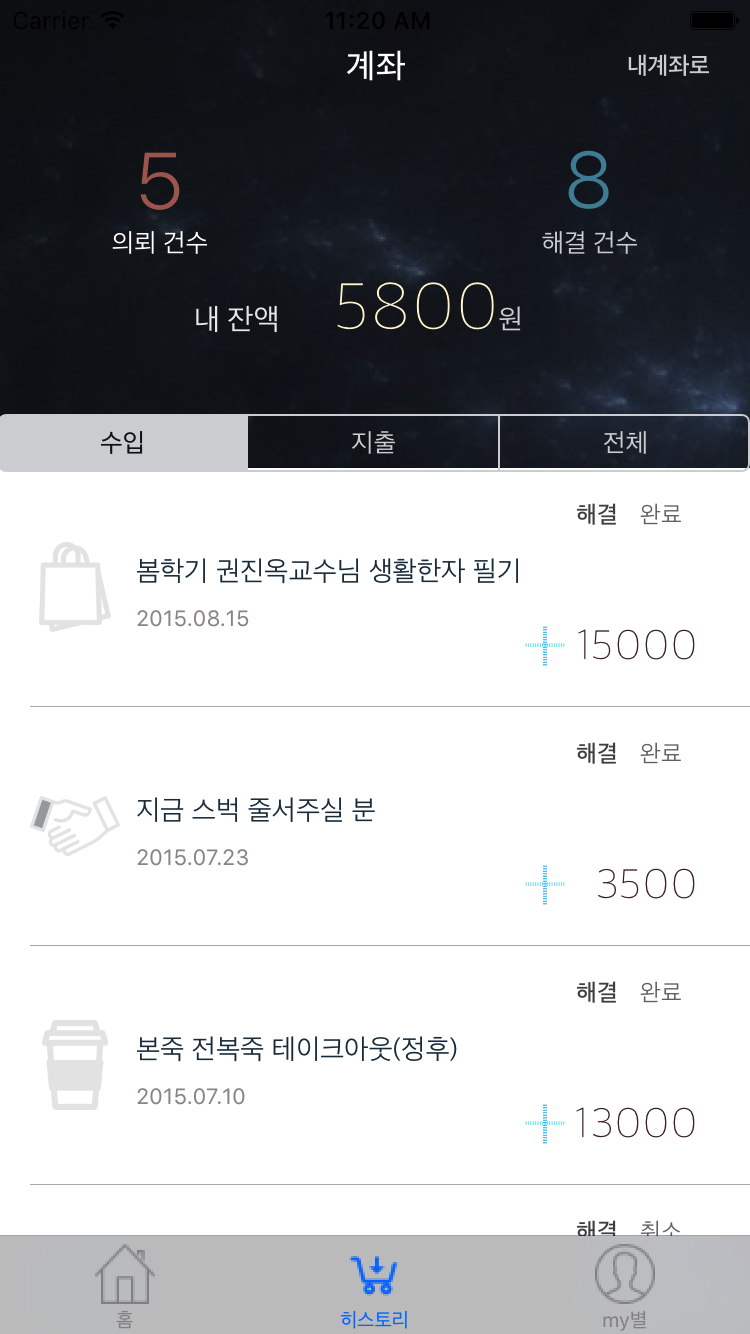 Carrier 11:20 AM
계좌 내계좌로
5 8
의뢰 건수 해결 건수
내 잔액 5800원
수입 지출 전체
해결 완료
봄학기 권진옥교수님 생활한자 필기
2015.08.15
+ 15000
해결 완료
지금 스벅 줄서주실 분
2015.07.23
+ 3500
해결 완료
본죽 전복죽 테이크아웃(정후)
2015.07.10
+ 13000
해결 취소
홈 히스토리 my별